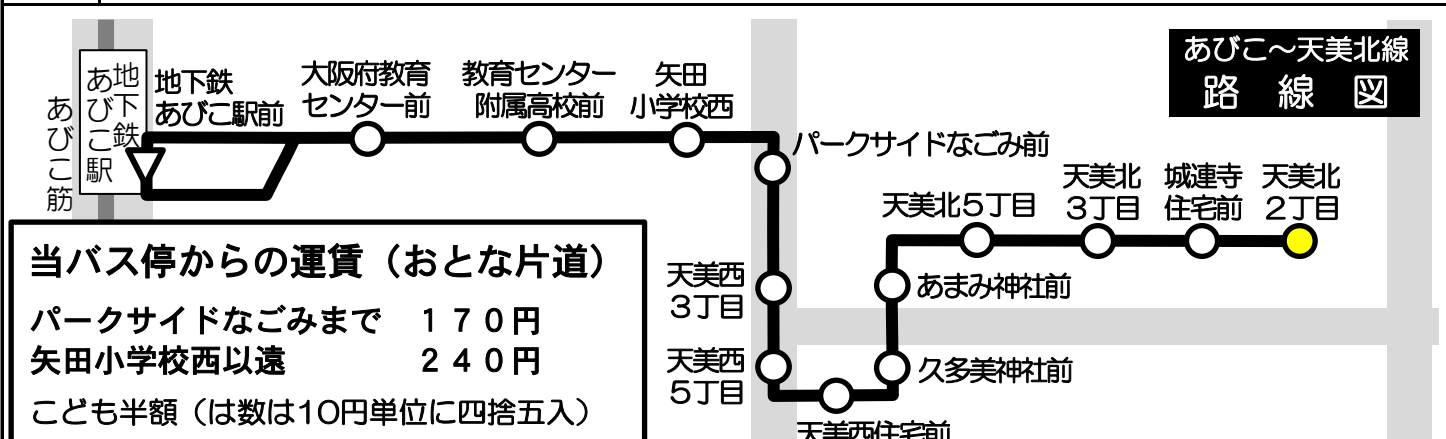 あびこ～天美北線
路線図
あびこ筋
地下鉄
あびこ駅
地下鉄
あびこ駅前
大阪府教育
センター前
教育センター
附属高校前
矢田
小学校西
パークサイドなごみ前
天美西
3丁目
天美西
5丁目
天美西住宅前
久多美神社前
あまみ神社前
天美北5丁目
天美北
3丁目
城連寺
住宅前
天美北
2丁目
当バス停からの運賃（おとな片道）
パークサイドなごみまで　１７０円
矢田小学校西以遠　２４０円
こども半額（は数は10円単位に四捨五入）